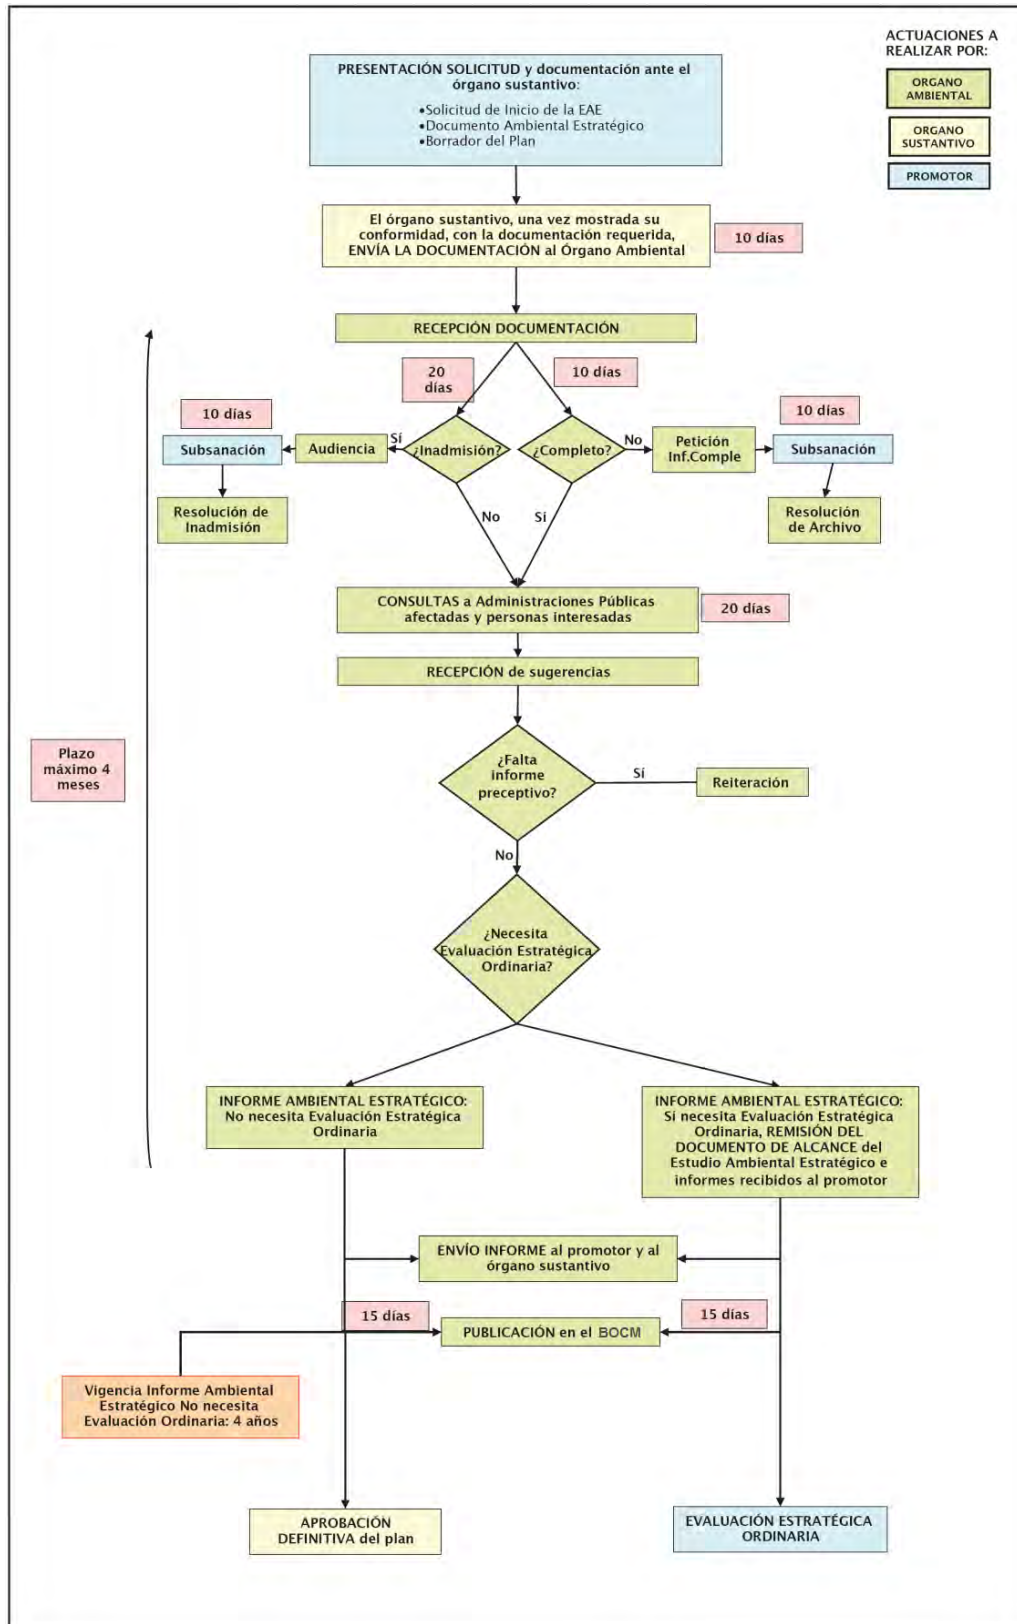 ACTUACIONES A
REALIZAR POR:
ORGANO
AMBIENTAL
ORGANO
SUSTANTIVO
PROMOTOR
PRESENTACIÓN SOLICITUD y documentación ante el
órgano sustantivo:
•Solicitud de Inicio de la EAE
•Documento Ambiental Estratégico
•Borrador del Plan
El órgano sustantivo, una vez mostrada su
conformidad, con la documentación requerida,
ENVÍA LA DOCUMENTACIÓN al Órgano Ambiental
10 días
RECEPCIÓN DOCUMENTACIÓN
20
días
10 días
10 días
10 días
Subsanación
Audiencia
Sí
¿Inadmisión?
¿Completo?
No
Petición
Inf.Comple
Subsanación
Resolución de
Inadmisión
No
Sí
Resolución
de Archivo
CONSULTAS a Administraciones Públicas
afectadas y personas interesadas
20 días
RECEPCIÓN de sugerencias
Plazo
máximo 4
meses
¿Falta
informe
preceptivo?
Sí
Reiteración
No
¿Necesita
Evaluación Estratégica
Ordinaria?
INFORME AMBIENTAL ESTRATÉGICO:
No necesita Evaluación Estratégica
Ordinaria
INFORME AMBIENTAL ESTRATÉGICO:
Sí necesita Evaluación Estratégica
Ordinaria, REMISIÓN DEL
DOCUMENTO DE ALCANCE del
Estudio Ambiental Estratégico e
informes recibidos al promotor
ENVÍO INFORME al promotor y al
órgano sustantivo
15 días
15 días
PUBLICACIÓN en el BOCM
Vigencia Informe Ambiental
Estratégico No necesita
Evaluación Ordinaria: 4 años
APROBACIÓN
DEFINITIVA del plan
EVALUACIÓN ESTRATÉGICA
ORDINARIA